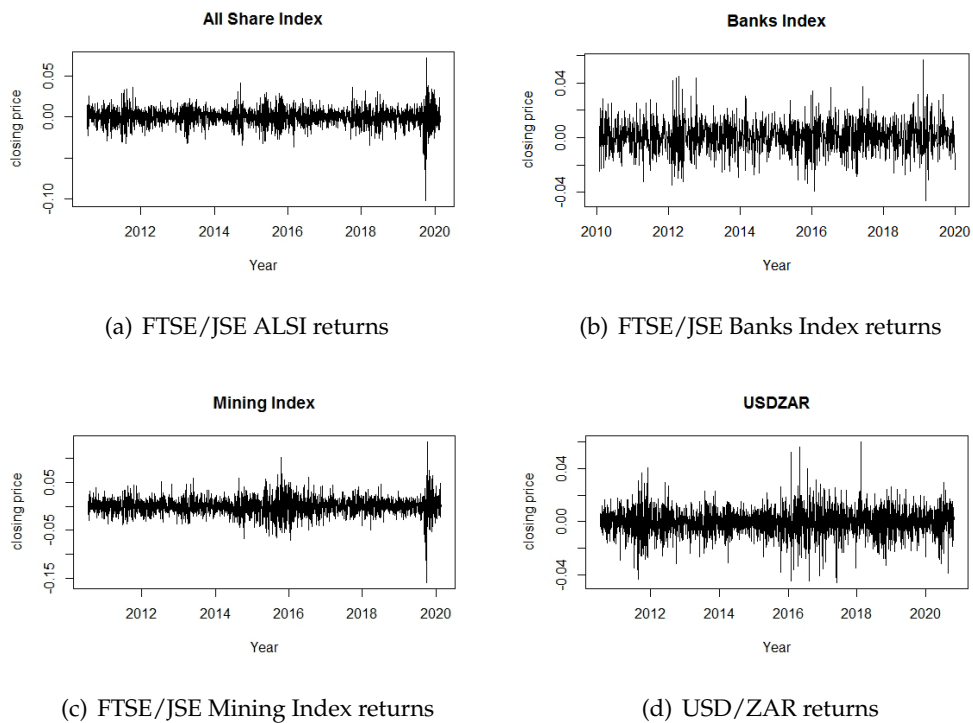 All Share Index
closing price
0.05
0.00
-0.10
2012 2014 2016 2018 2020
Year
(a) FTSE/JSE ALSI returns
Banks Index
closing price
0.04
0.00
-0.04
2010 2012 2014 2016 2018 2020
Year
(b) FTSE/JSE Banks Index returns
Mining Index
closing price
0.05
-0.05
-0.15
2012 2014 2016 2018 2020
Year
(c) FTSE/JSE Mining Index returns
USDZAR
closing price
0.04
0.00
-0.04
2012 2014 2016 2018 2020
Year
(d) USD/ZAR returns